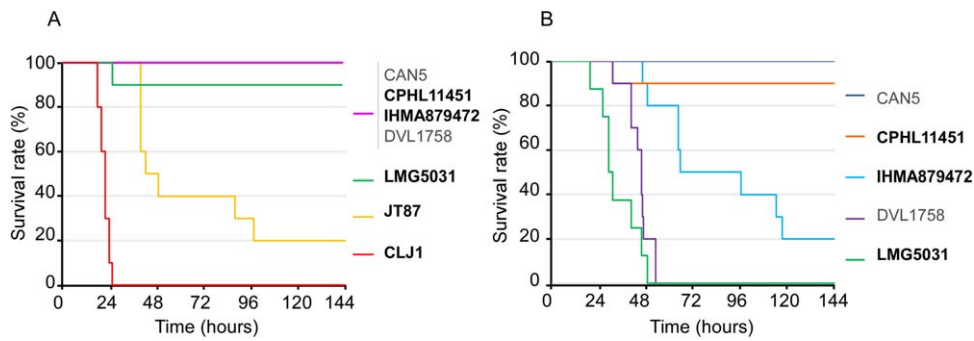 A
Survival rate (%)
100
80
60
40
20
0
0 24 48 72 96 120 144
Time (hours)
CAN5
CPHL11451
IHMA879472
DVL1758
LMG5031
JT87
CLJ1
B
Survival rate (%)
100
80
60
40
20
0
0 24 48 72 96 120 144
Time (hours)
CAN5
CPHL11451
IHMA879472
DVL1758
LMG5031